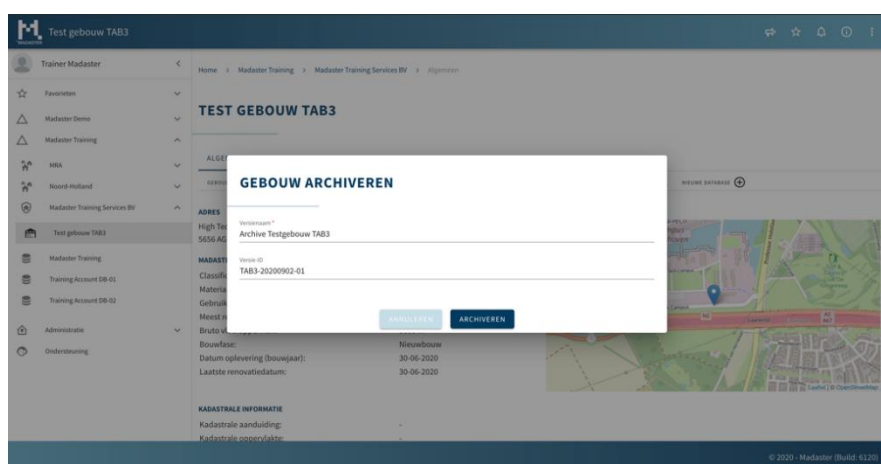 MADASTER
Test gebouw TAB3
Trainer Madaster
Favorieten
Madaster Demo
Madaster Training
MRA
Noord-Holland
Madaster Training Services BV
Test gebouw TAB3
Madaster Training
Training Account DB-01
Training Account DB-02
Administratie
Ondersteuning
Home > Madaster Training > Madaster Training Services BV > Algemeen
TEST GEBOUW TAB3
NIEUWE DATABASE
ADRES
High Tec
5656 AG
GEBOUW ARCHIVEREN
Versienaam *
Archive Testgebouw TAB3
Versie-ID
TAB3-20200902-01
ANNULEREN
ARCHIVEREN
Bouwfase: Nieuwbouw
Datum oplevering (bouwjaar): 30-06-2020
Laatste renovatiedatum: 30-06-2020
KADASTRALE INFORMATIE
Kadastrale aanduiding: -
Kadastrale oppervlakte: -
Leaflet | © OpenStreetMap
© 2020 - Madaster (Build: 6120)